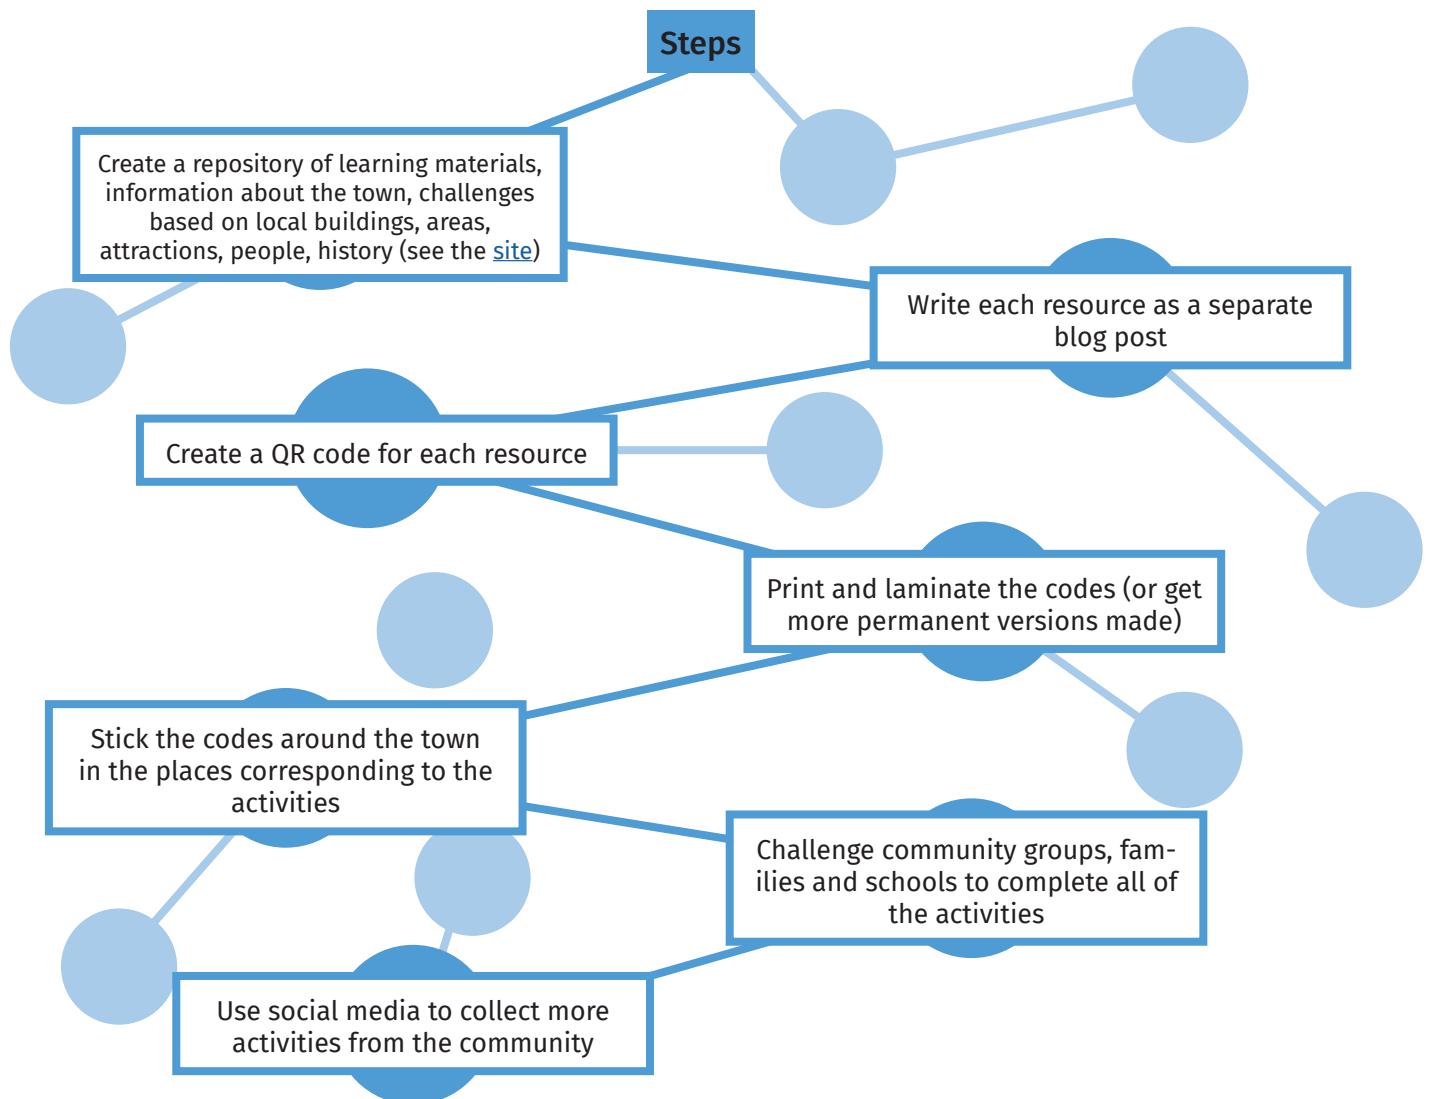 Steps
Create a repository of learning materials,
information about the town, challenges
based on local buildings, areas,
attractions, people, history (see the site)
Write each resource as a separate
blog post
Create a QR code for each resource
Print and laminate the codes (or get
more permanent versions made)
Stick the codes around the town
in the places corresponding to the
activities
Challenge community groups, fam-
ilies and schools to complete all of
the activities
Use social media to collect more
activities from the community